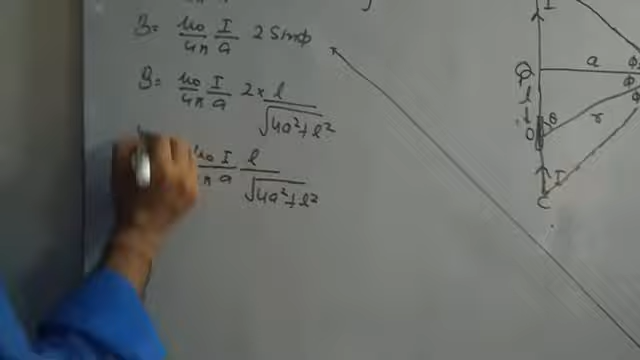 B = μ0/4π I/a 2 Sinϕ
B = μ0/4π I/a 2 × l/√4a²+l²
μ0/π I/a l/√4a²+l²
I
Q
a
ϕ
ϕ
l
θ
r
O
I
C